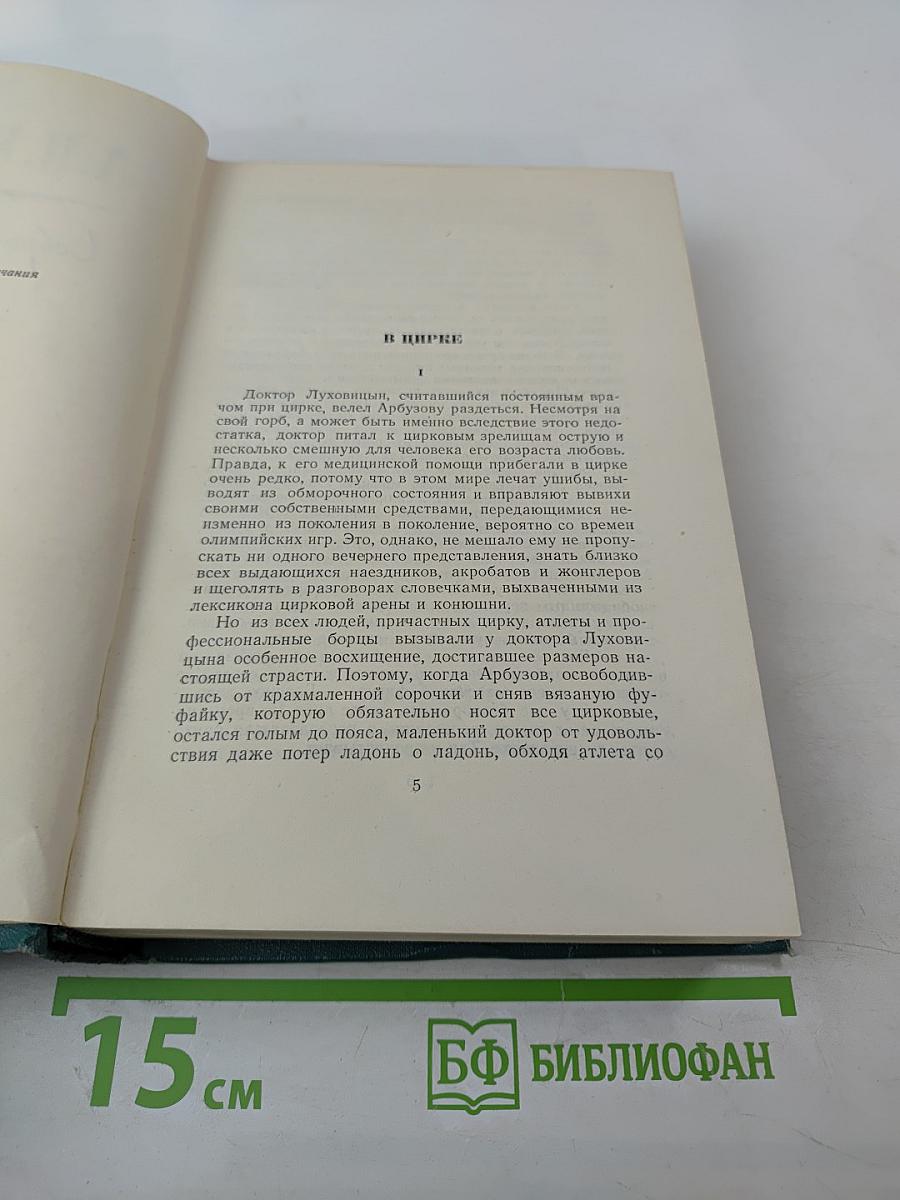 чания
В ЦИРКЕ
I
Доктор Луховицын, считавшийся постоянным вра-
чом при цирке, велел Арбузову раздеться. Несмотря на
свой горб, а может быть именно вследствие этого недо-
статка, доктор питал к цирковым зрелищам острую и
несколько смешную для человека его возраста любовь.
Правда, к его медицинской помощи прибегали в цирке
очень редко, потому что в этом мире лечат ушибы, вы-
водят из обморочного состояния и вправляют вывихи
своими собственными средствами, передающимися не-
изменно из поколения в поколение, вероятно со времен
олимпийских игр. Это, однако, не мешало ему не пропу-
скать ни одного вечернего представления, знать близко
всех выдающихся наездников, акробатов и жонглеров
и щеголять в разговорах словечками, выхваченными из
лексикона цирковой арены и конюшни.
Но из всех людей, причастных цирку, атлеты и про-
фессиональные борцы вызывали у доктора Лухови-
цына особенное восхищение, достигавшее размеров на-
стоящей страсти. Поэтому, когда Арбузов, освободив-
шись от крахмаленной сорочки и сняв вязаную фу-
файку, которую обязательно носят все цирковые,
остался голым до пояса, маленький доктор от удоволь-
ствия даже потер ладонь о ладонь, обходя атлета со
5
15 см
БФ БИБЛИОФАН